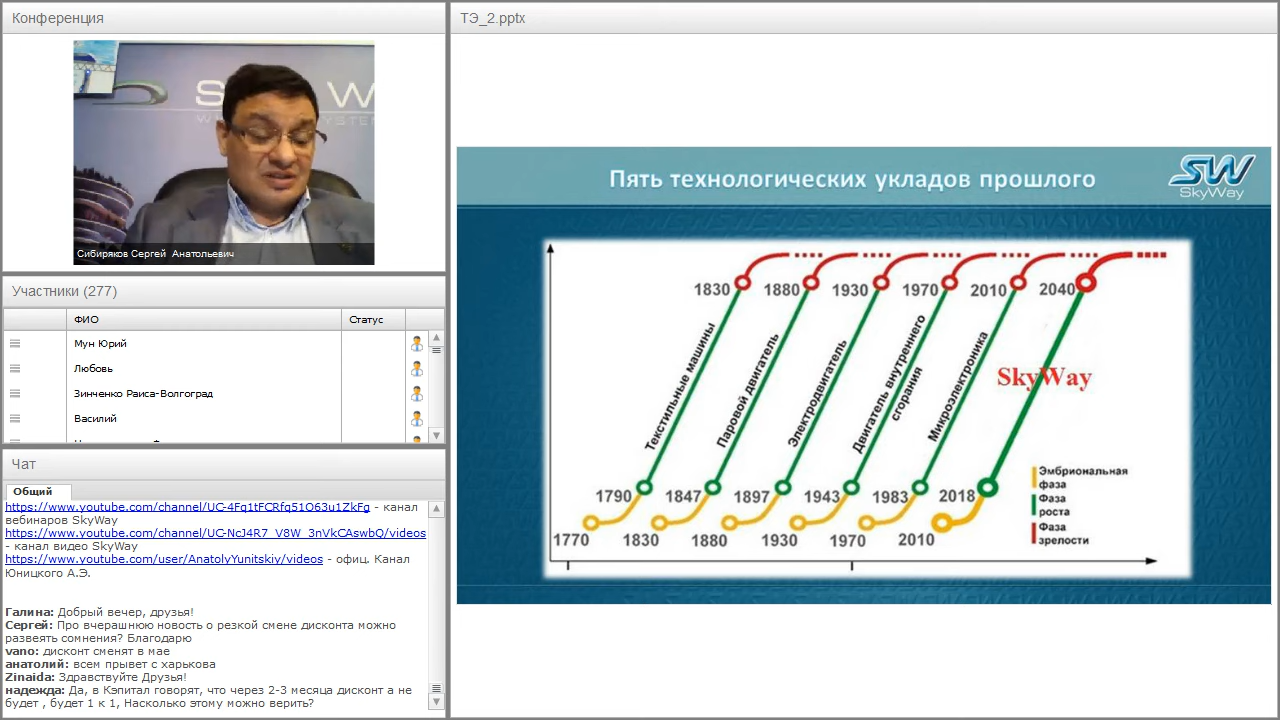 Конференция
SKY W
Сибиряков Сергей Анатольевич
Участники (277)
ФИО
Статус
Мун Юрий
Любовь
Зинченко Раиса-Волгоград
Василий
Чат
Общий
https://www.youtube.com/channel/UC-4Fq1tFCRfq51O63u1ZkFg - канал
вебинаров SkyWay
https://www.youtube.com/channel/UC-NcJ4R7_V8W_3nVkCAswbQ/videos
- канал видео SkyWay
https://www.youtube.com/user/AnatolyYunitskiy/videos - офиц. Канал
Юницкого А.Э.
Галина: Добрый вечер, друзья!
Сергей: Про вчерашнюю новость о резкой смене дисконта можно
развеять сомнения? Благодарю
vano: дисконт сменят в мае
анатолий: всем прывет с харькова
Zinaida: Здравствуйте Друзья!
надежда: Да, в Кэпитал говорят, что через 2-3 месяца дисконт а не
будет , будет 1 к 1, Насколько этому можно верить?
ТЭ_2.pptx
Пять технологических укладов прошлого
SW
SkyWay
1830 1880 1930 1970 2010 2040
Текстильные машины
Паровой двигатель
Электродвигатель
Двигатель внутреннего
сгорания
Микроэлектроника
SkyWay
1790 1847 1897 1943 1983 2018
1770 1830 1880 1930 1970 2010
Эмбриональная
фаза
Фаза
роста
Фаза
зрелости